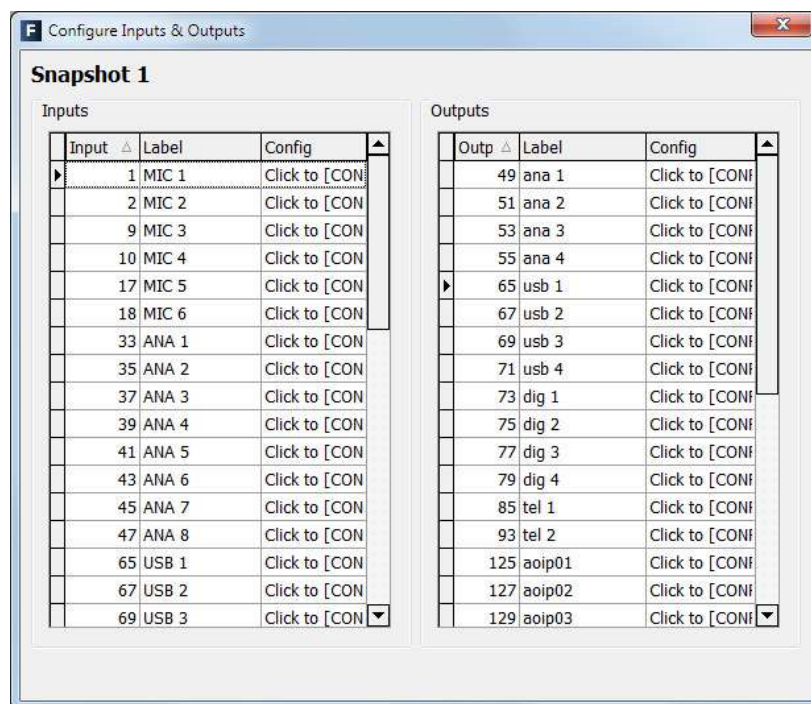 F Configure Inputs & Outputs
Snapshot 1
Inputs
Input Label Config
1 MIC 1 Click to [CON
2 MIC 2 Click to [CON
9 MIC 3 Click to [CON
10 MIC 4 Click to [CON
17 MIC 5 Click to [CON
18 MIC 6 Click to [CON
33 ANA 1 Click to [CON
35 ANA 2 Click to [CON
37 ANA 3 Click to [CON
39 ANA 4 Click to [CON
41 ANA 5 Click to [CON
43 ANA 6 Click to [CON
45 ANA 7 Click to [CON
47 ANA 8 Click to [CON
65 USB 1 Click to [CON
67 USB 2 Click to [CON
69 USB 3 Click to [CON
Outputs
Outp Label Config
49 ana 1 Click to [CONF
51 ana 2 Click to [CONF
53 ana 3 Click to [CONF
55 ana 4 Click to [CONF
65 usb 1 Click to [CONF
67 usb 2 Click to [CONF
69 usb 3 Click to [CONF
71 usb 4 Click to [CONF
73 dig 1 Click to [CONF
75 dig 2 Click to [CONF
77 dig 3 Click to [CONF
79 dig 4 Click to [CONF
85 tel 1 Click to [CONF
93 tel 2 Click to [CONF
125 aoip01 Click to [CONF
127 aoip02 Click to [CONF
129 aoip03 Click to [CONF